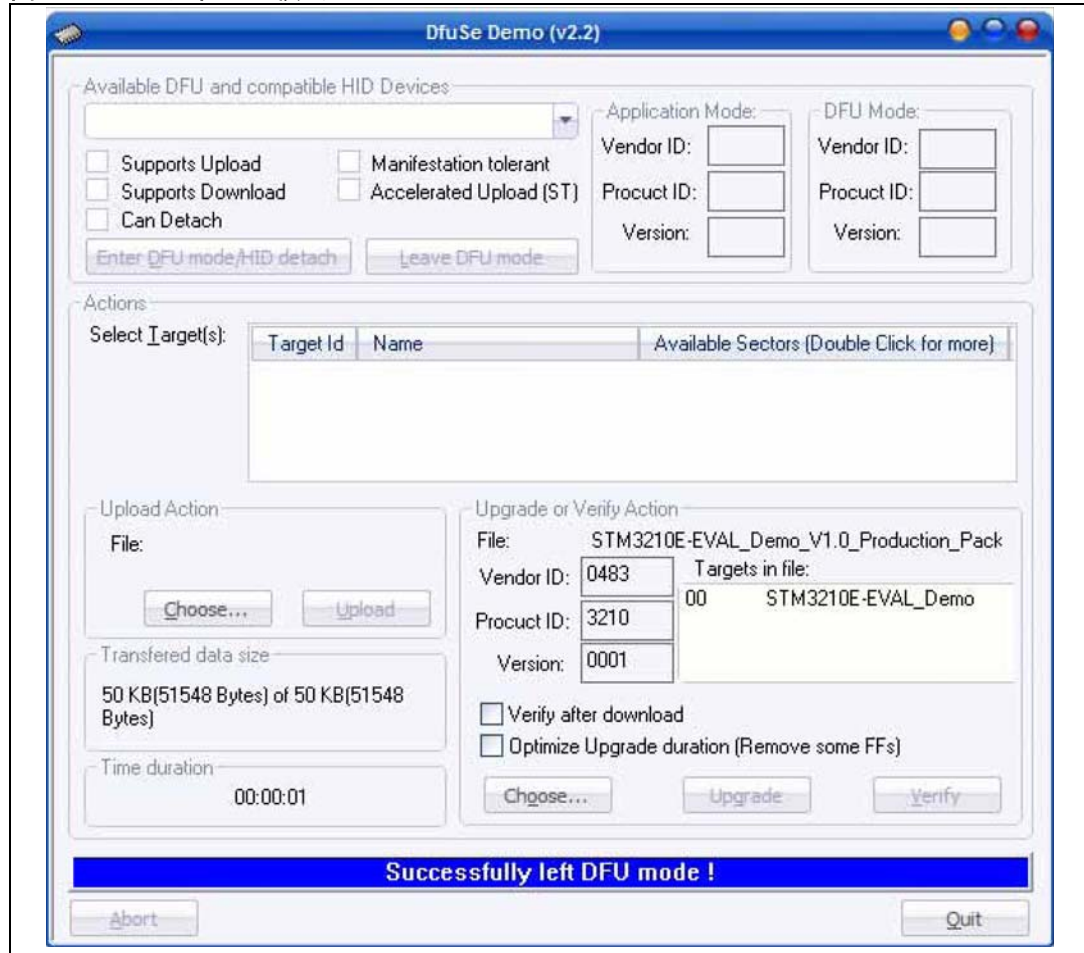 DfuSe Demo (v2.2)
Available DFU and compatible HID Devices
Supports Upload
Manifestation tolerant
Supports Download
Accelerated Upload (ST)
Can Detach
Enter DFU mode/HID detach
Leave DFU mode
Application Mode:
Vendor ID:
Procuct ID:
Version:
DFU Mode:
Vendor ID:
Procuct ID:
Version:
Actions
Select Target(s):
Target Id Name Available Sectors (Double Click for more)
Upload Action
File:
Choose... Upload
Transfered data size
50 KB(51548 Bytes) of 50 KB(51548
Bytes)
Time duration
00:00:01
Upgrade or Verify Action
File: STM3210E-EVAL_Demo_V1.0_Production_Pack
Vendor ID: 0483
Procuct ID: 3210
Version: 0001
Targets in file:
00 STM3210E-EVAL_Demo
Verify after download
Optimize Upgrade duration (Remove some FFs)
Choose... Upgrade Verify
Successfully left DFU mode !
Abort Quit